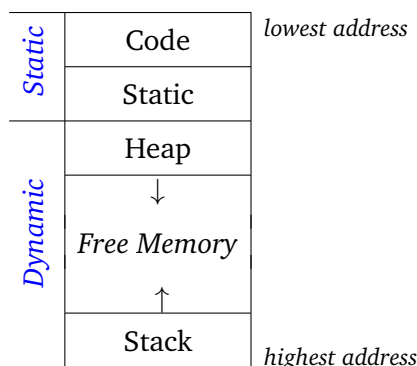 Static
Code
lowest address
Static
Dynamic
Heap
↓
Free Memory
↑
Stack
highest address